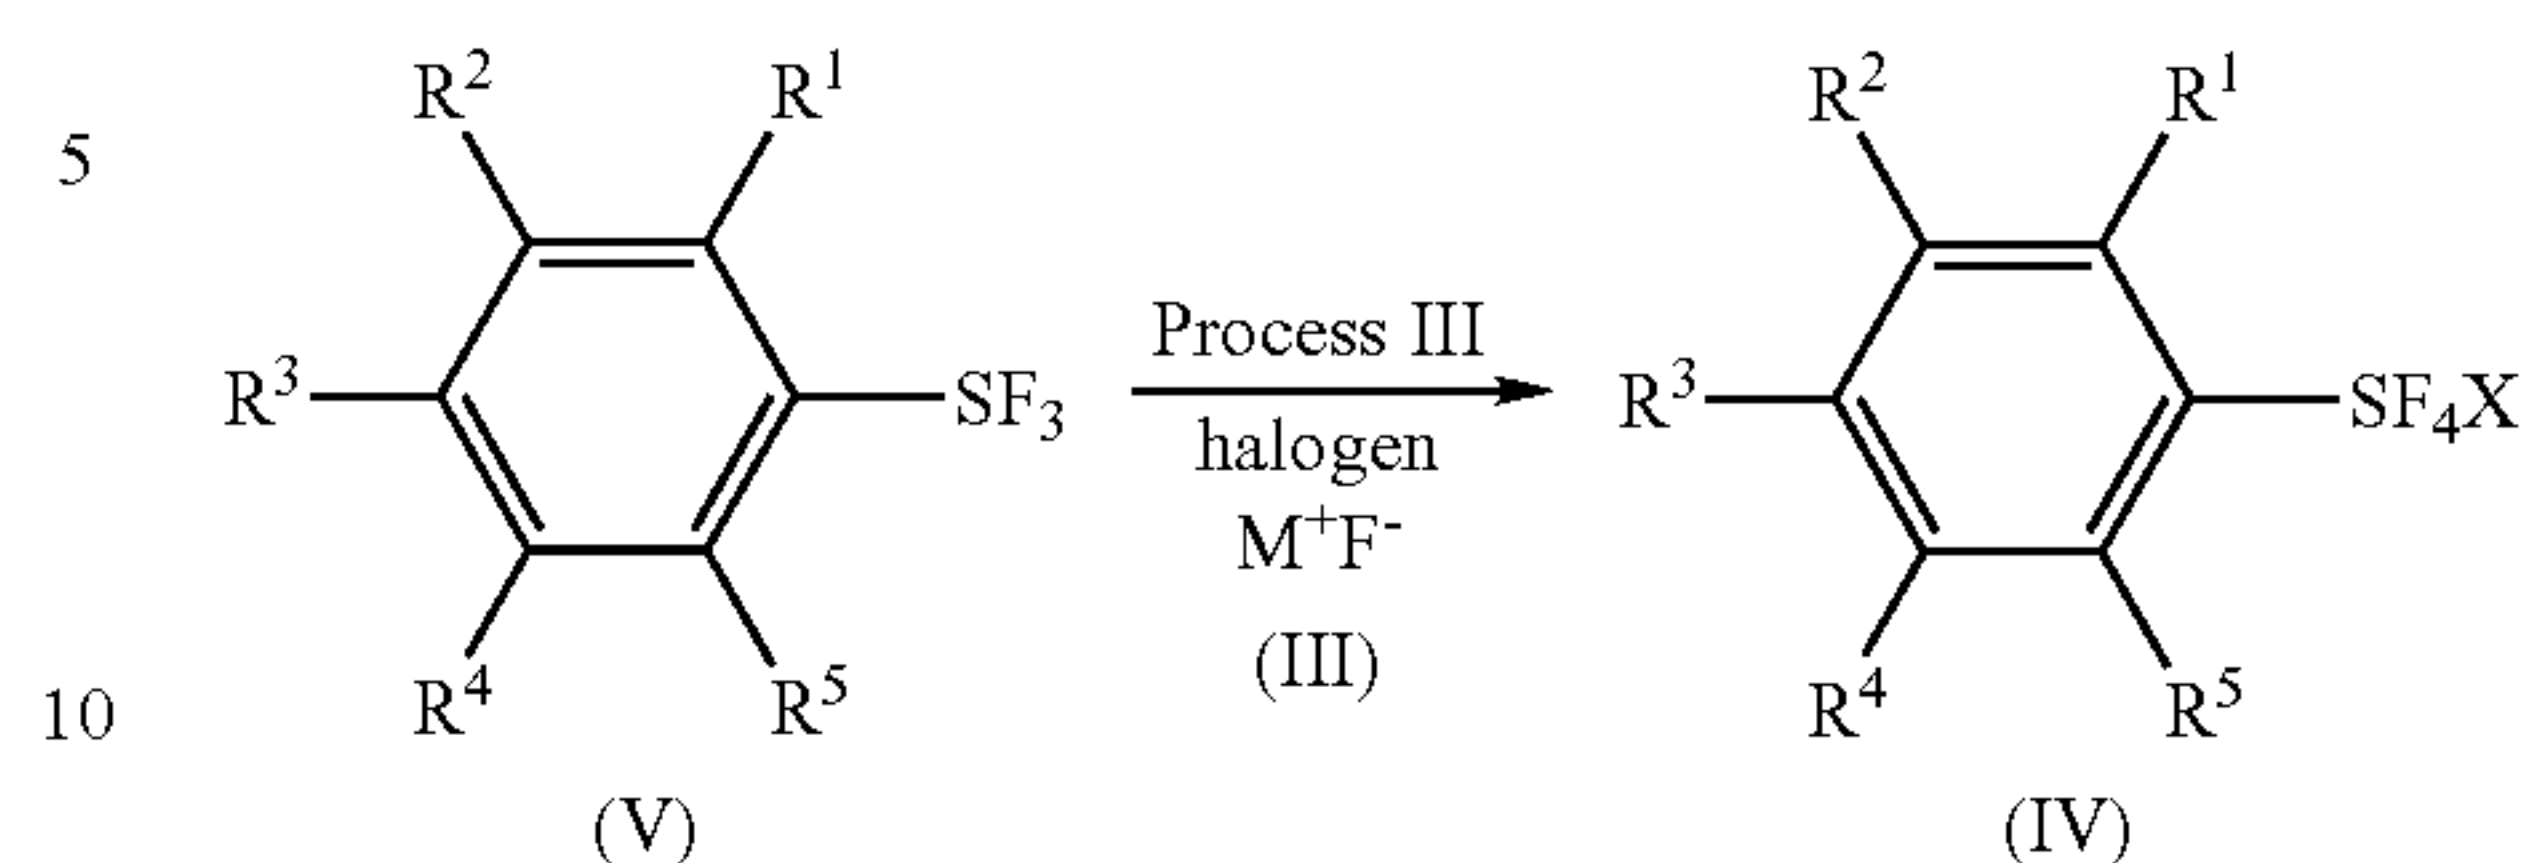 R² R¹ R² R¹
5
Process III
R³ SF₃ R³ SF₄X
halogen
M⁺F⁻
(III)
R⁴ R⁵ R⁴ R⁵
10
(V) (IV)